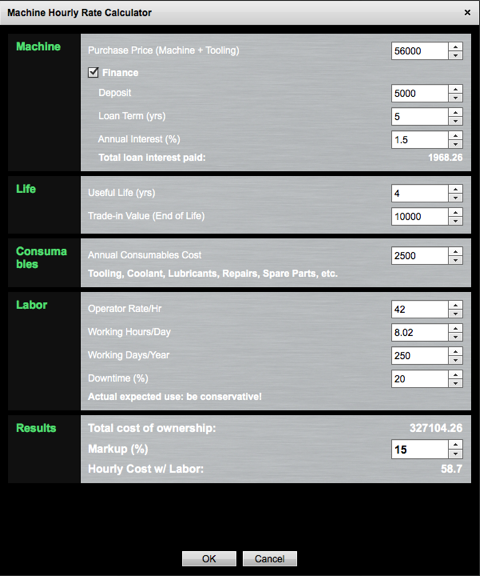 Machine Hourly Rate Calculator ×
Machine
Purchase Price (Machine + Tooling) 56000
Finance
Deposit 5000
Loan Term (yrs) 5
Annual Interest (%) 1.5
Total loan interest paid: 1968.26
Life
Useful Life (yrs) 4
Trade-in Value (End of Life) 10000
Consuma
bles
Annual Consumables Cost 2500
Tooling, Coolant, Lubricants, Repairs, Spare Parts, etc.
Labor
Operator Rate/Hr 42
Working Hours/Day 8.02
Working Days/Year 250
Downtime (%) 20
Actual expected use: be conservative!
Results
Total cost of ownership: 327104.26
Markup (%) 15
Hourly Cost w/ Labor: 58.7
OK Cancel